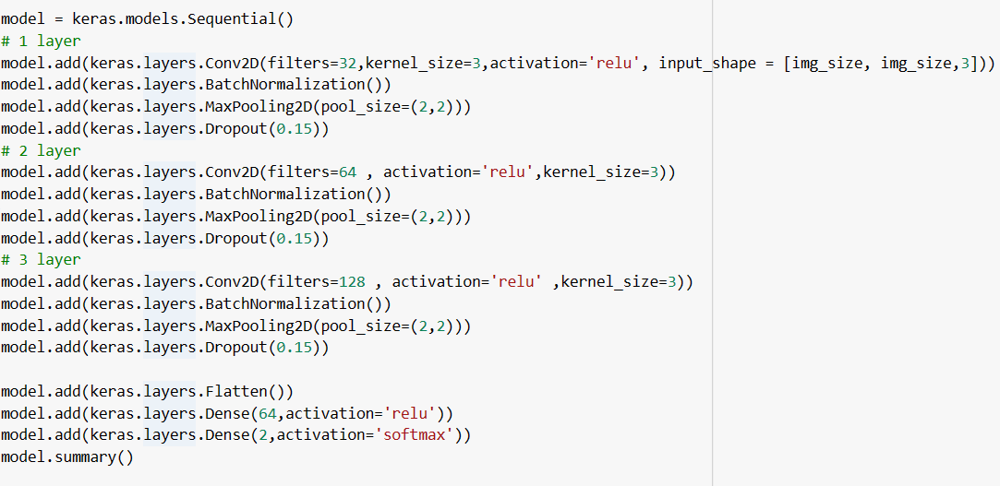 model = keras.models.Sequential()
# 1 layer
model.add(keras.layers.Conv2D(filters=32,kernel_size=3,activation='relu', input_shape = [img_size, img_size,3]))
model.add(keras.layers.BatchNormalization())
model.add(keras.layers.MaxPooling2D(pool_size=(2,2)))
model.add(keras.layers.Dropout(0.15))
# 2 layer
model.add(keras.layers.Conv2D(filters=64 , activation='relu',kernel_size=3))
model.add(keras.layers.BatchNormalization())
model.add(keras.layers.MaxPooling2D(pool_size=(2,2)))
model.add(keras.layers.Dropout(0.15))
# 3 layer
model.add(keras.layers.Conv2D(filters=128 , activation='relu' ,kernel_size=3))
model.add(keras.layers.BatchNormalization())
model.add(keras.layers.MaxPooling2D(pool_size=(2,2)))
model.add(keras.layers.Dropout(0.15))
model.add(keras.layers.Flatten())
model.add(keras.layers.Dense(64,activation='relu'))
model.add(keras.layers.Dense(2,activation='softmax'))
model.summary()